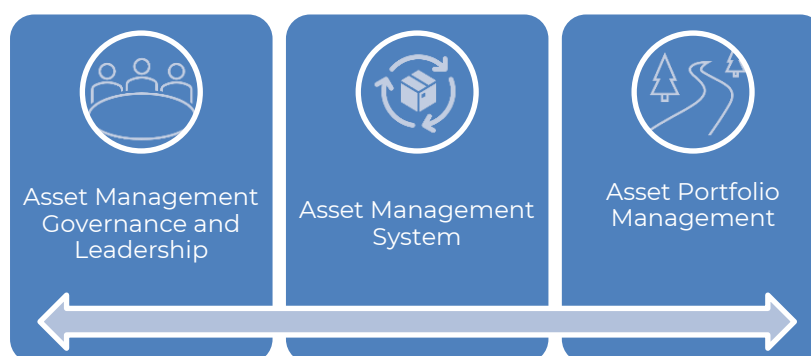 Asset Management
Governance and
Leadership
Asset Management
System
Asset Portfolio
Management